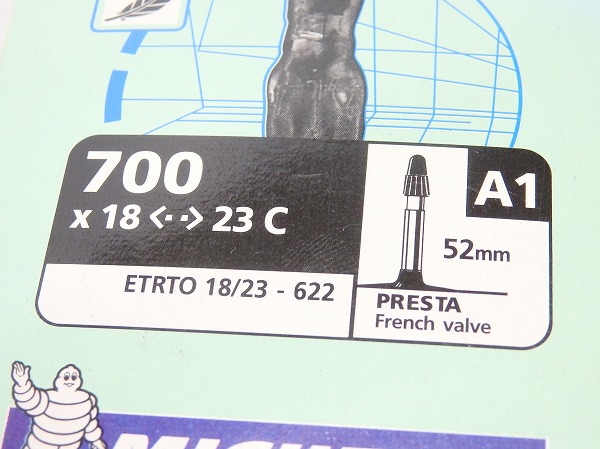 700
x 18 <··> 23 C
ETRTO 18/23 - 622
A1
52mm
PRESTA
French valve